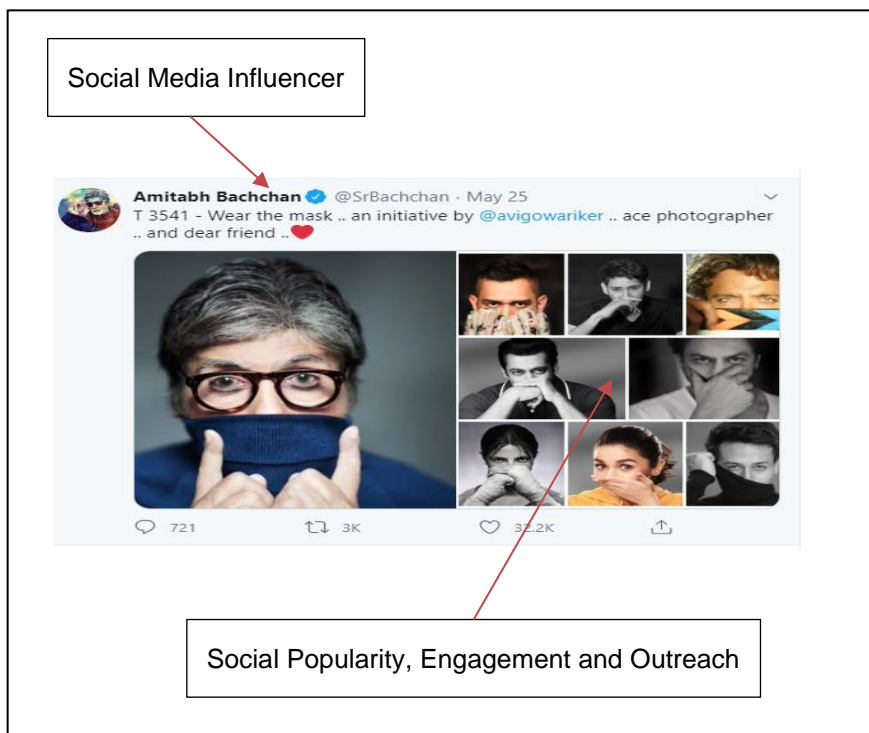 Social Media Influencer
Amitabh Bachchan @SrBachchan · May 25
T 3541 - Wear the mask .. an initiative by @avigowariker .. ace photographer
.. and dear friend ..❤️
721 3K 32.2K
Social Popularity, Engagement and Outreach